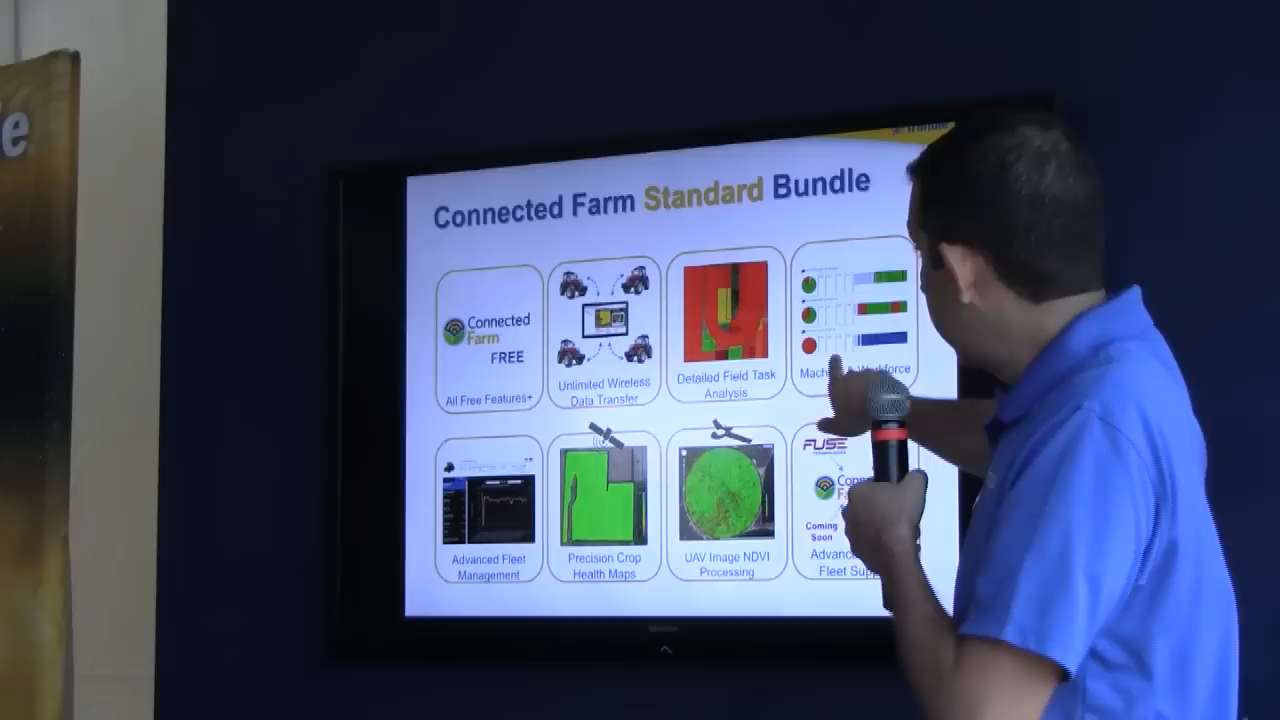 Connected Farm Standard Bundle
Connected
Farm
FREE
All Free Features+
Unlimited Wireless
Data Transfer
Detailed Field Task
Analysis
Workforce
FUSE
Coming
Soon
Advanced Fleet
Management
Precision Crop
Health Maps
UAV Image NDVI
Processing
Fleet